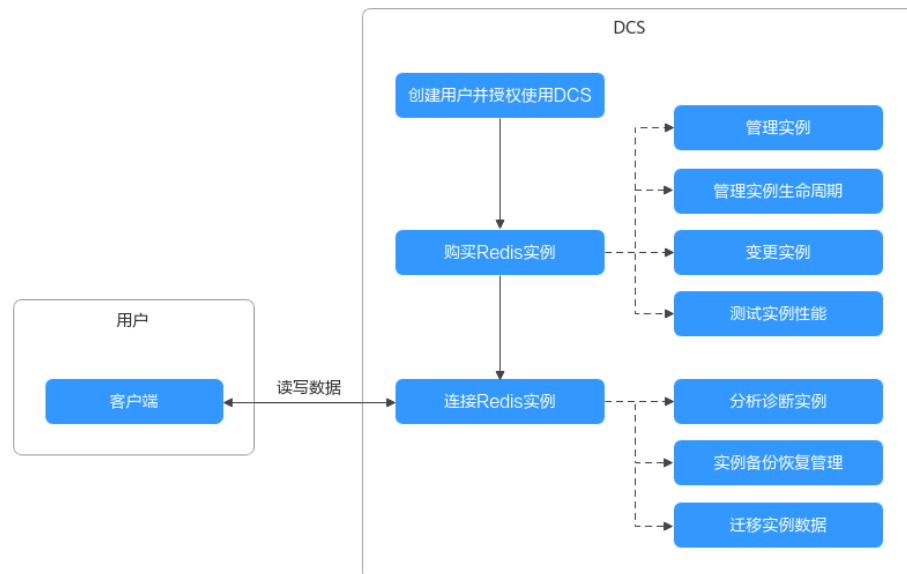 DCS
创建用户并授权使用DCS
管理实例
管理实例生命周期
购买Redis实例
变更实例
测试实例性能
用户
客户端
读写数据
连接Redis实例
分析诊断实例
实例备份恢复管理
迁移实例数据